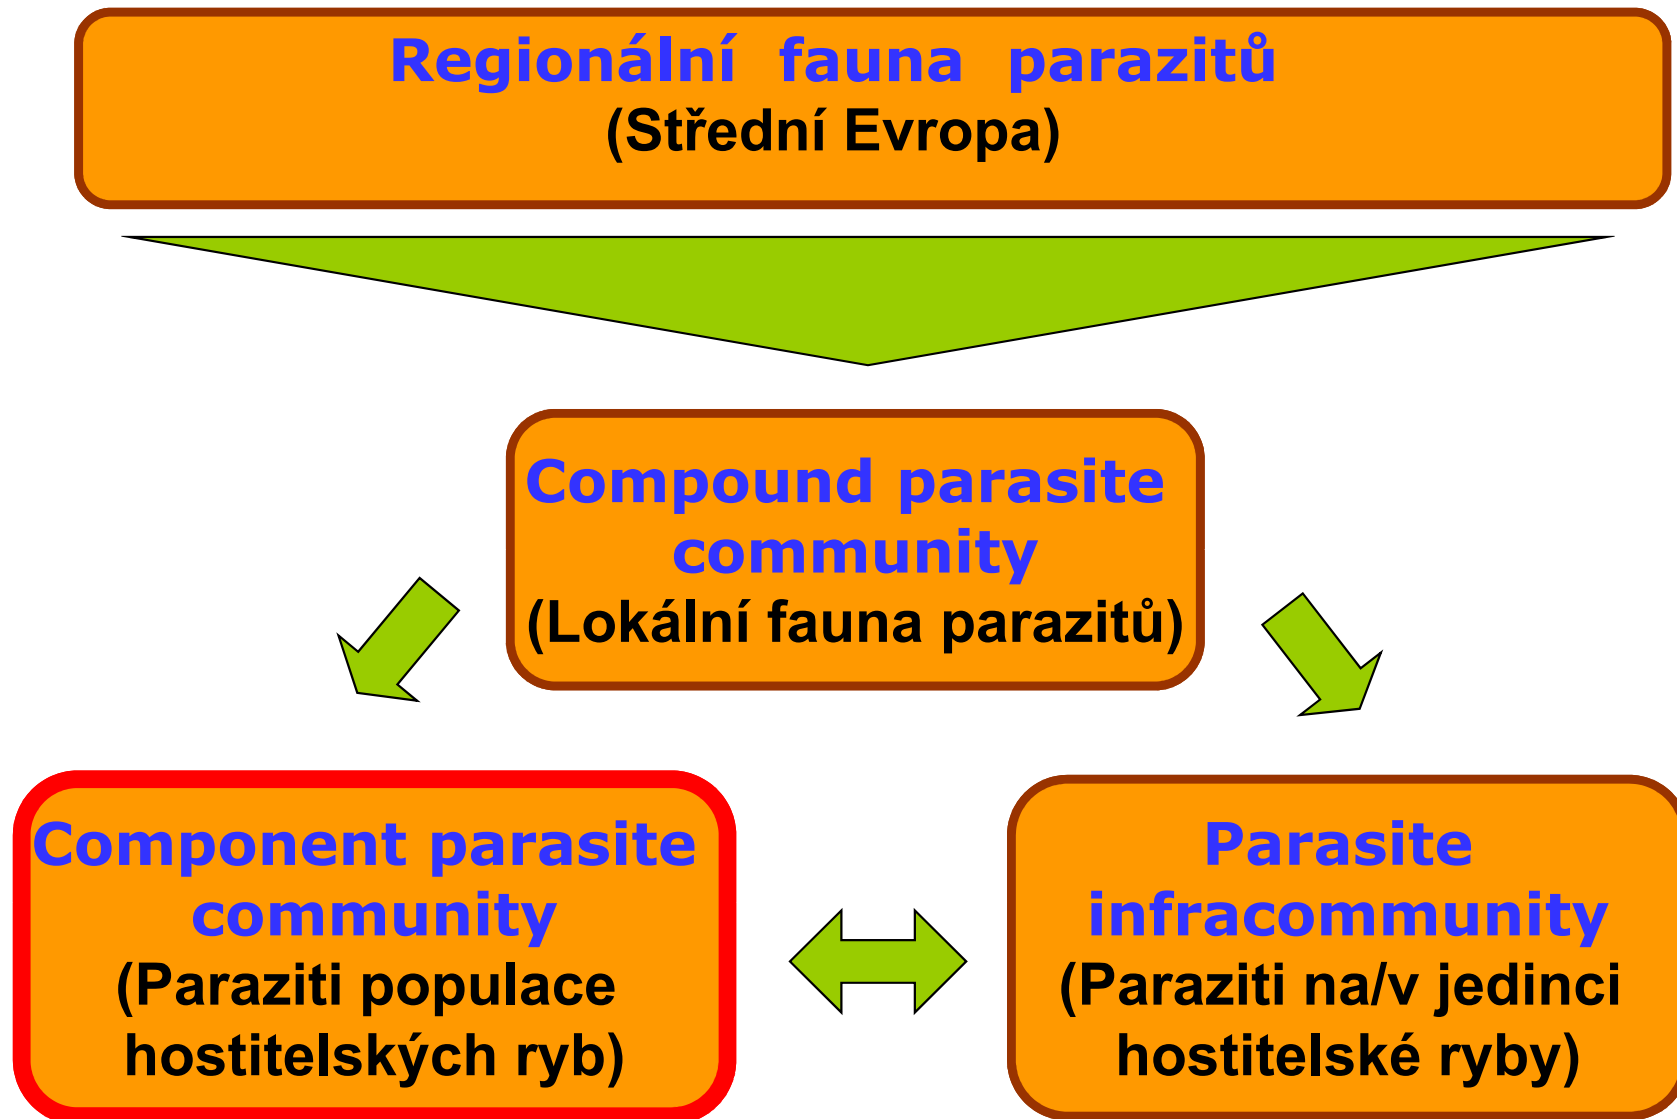 Regionální fauna parazitů
(Střední Evropa)
Compound parasite
community
(Lokální fauna parazitů)
Component parasite
community
(Paraziti populace
hostitelských ryb)
Parasite
infracommunity
(Paraziti na/v jedinci
hostitelské ryby)